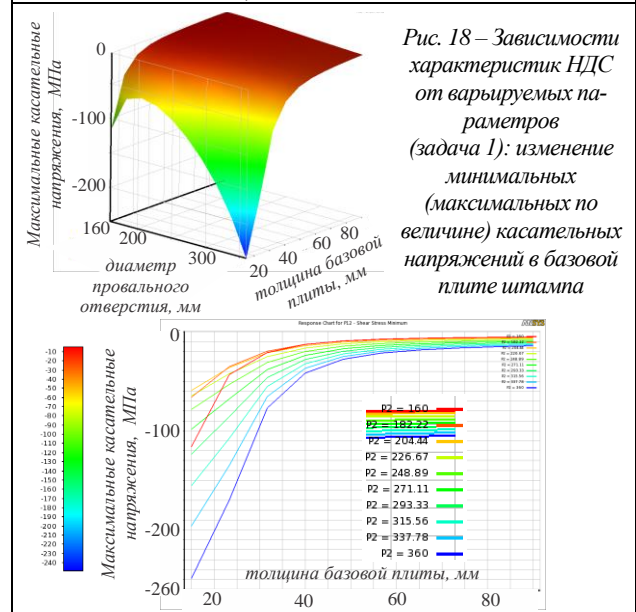 Максимальные касательные
напряжения, МПа
0
-100
-200
160
200
300
20
40
60
80
диаметр
провального
отверстия, мм
толщина базовой
плиты, мм
Рис. 18 – Зависимости
характеристик НДС
от варьируемых па-
раметров
(задача 1): изменение
минимальных
(максимальных по
величине) касательных
напряжений в базовой
плите штампа
Response Chart for P12 - Shear Stress Minimum
-10
-20
-30
-40
-50
-60
-70
-80
-90
-100
-110
-120
-130
-140
-150
-160
-170
-180
-190
-200
-210
-220
-230
-240
Максимальные касательные
напряжения, МПа
0
-100
-200
-260
P2 = 160
P2 = 182.22
P2 = 204.44
P2 = 226.67
P2 = 248.89
P2 = 271.11
P2 = 293.33
P2 = 315.56
P2 = 337.78
P2 = 360
толщина базовой плиты, мм
20
40
60
80